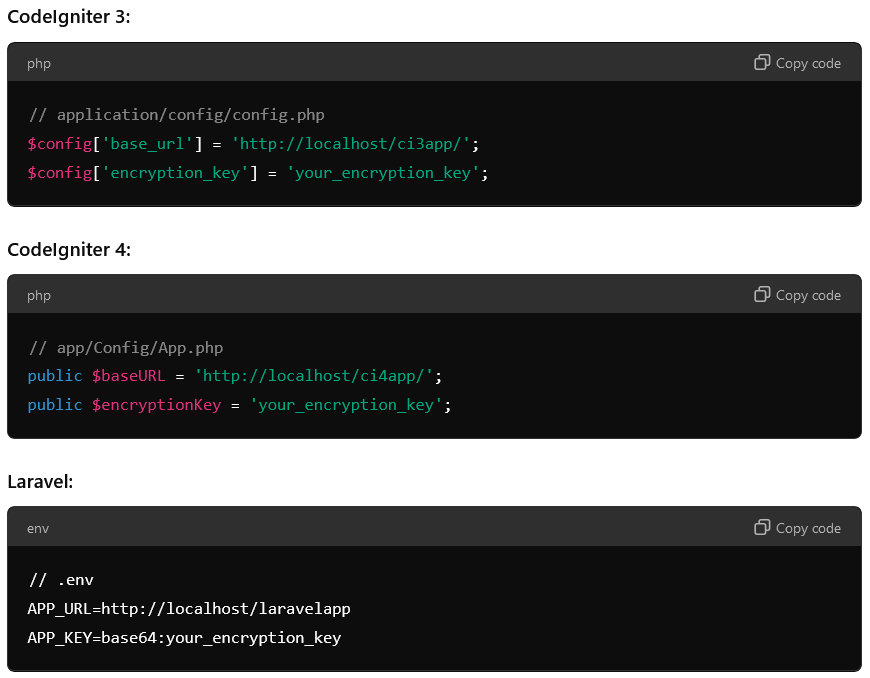 CodeIgniter 3:
php
Copy code
// application/config/config.php
$config['base_url'] = 'http://localhost/ci3app/';
$config['encryption_key'] = 'your_encryption_key';
CodeIgniter 4:
php
Copy code
// app/Config/App.php
public $baseURL = 'http://localhost/ci4app/';
public $encryptionKey = 'your_encryption_key';
Laravel:
env
Copy code
// .env
APP_URL=http://localhost/laravelapp
APP_KEY=base64:your_encryption_key